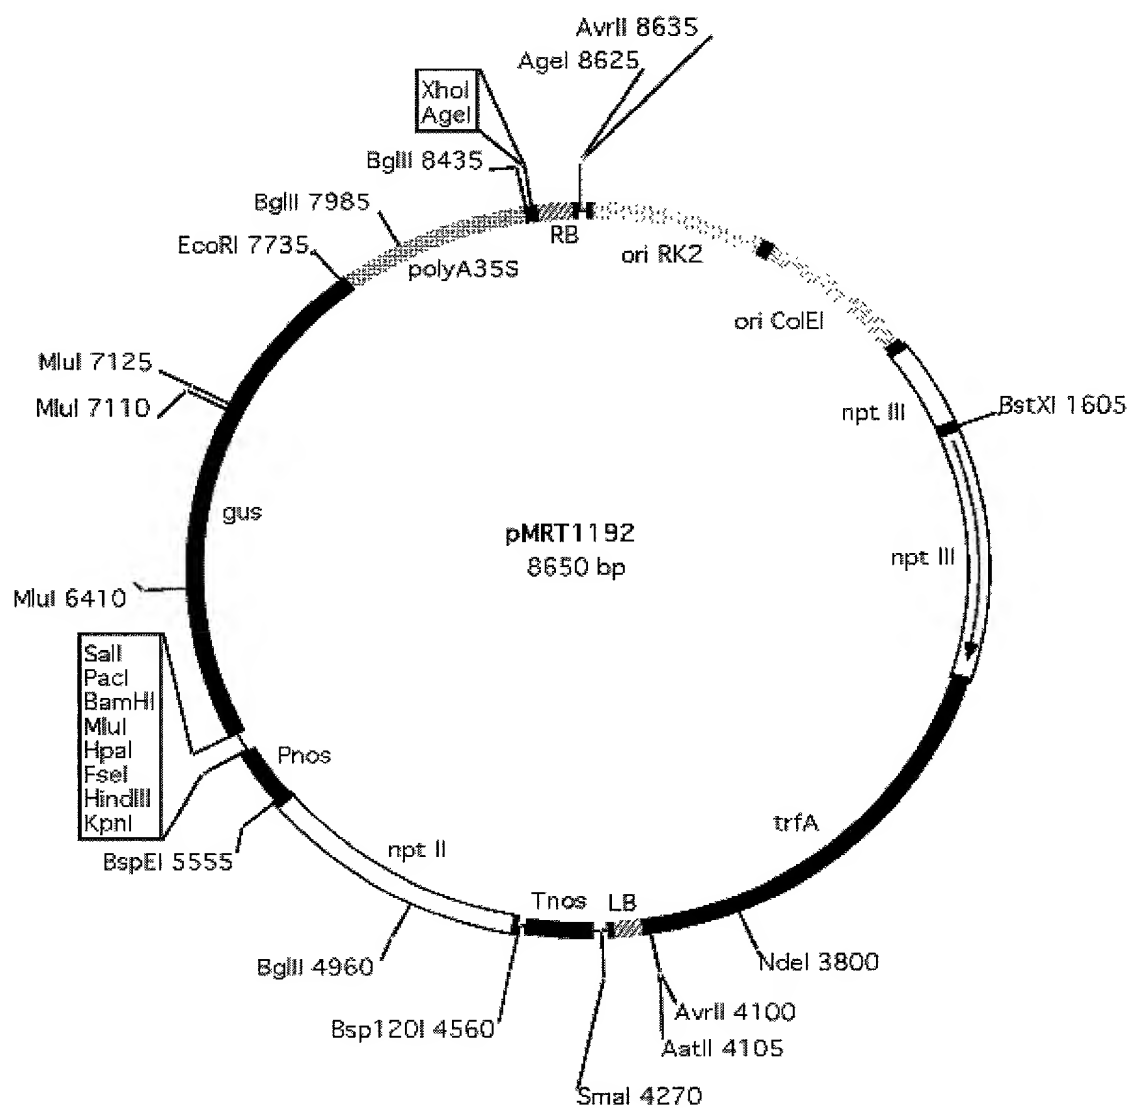 AvrII 8635
AgeI 8625
XhoI
AgeI
BglII 8435
BglII 7985
EcoRI 7735
RB
ori RK2
polyA35S
ori ColEI
MluI 7125
MluI 7110
npt III
BstXI 1605
gus
pMRT1192
8650 bp
npt III
MluI 6410
SalI
PacI
BamHI
MluI
HpaI
FseI
HindIII
KpnI
Pnos
BspEI 5555
npt II
trfA
Tnos
LB
BglII 4960
NdeI 3800
Bsp120I 4560
AvrII 4100
AatII 4105
SmaI 4270